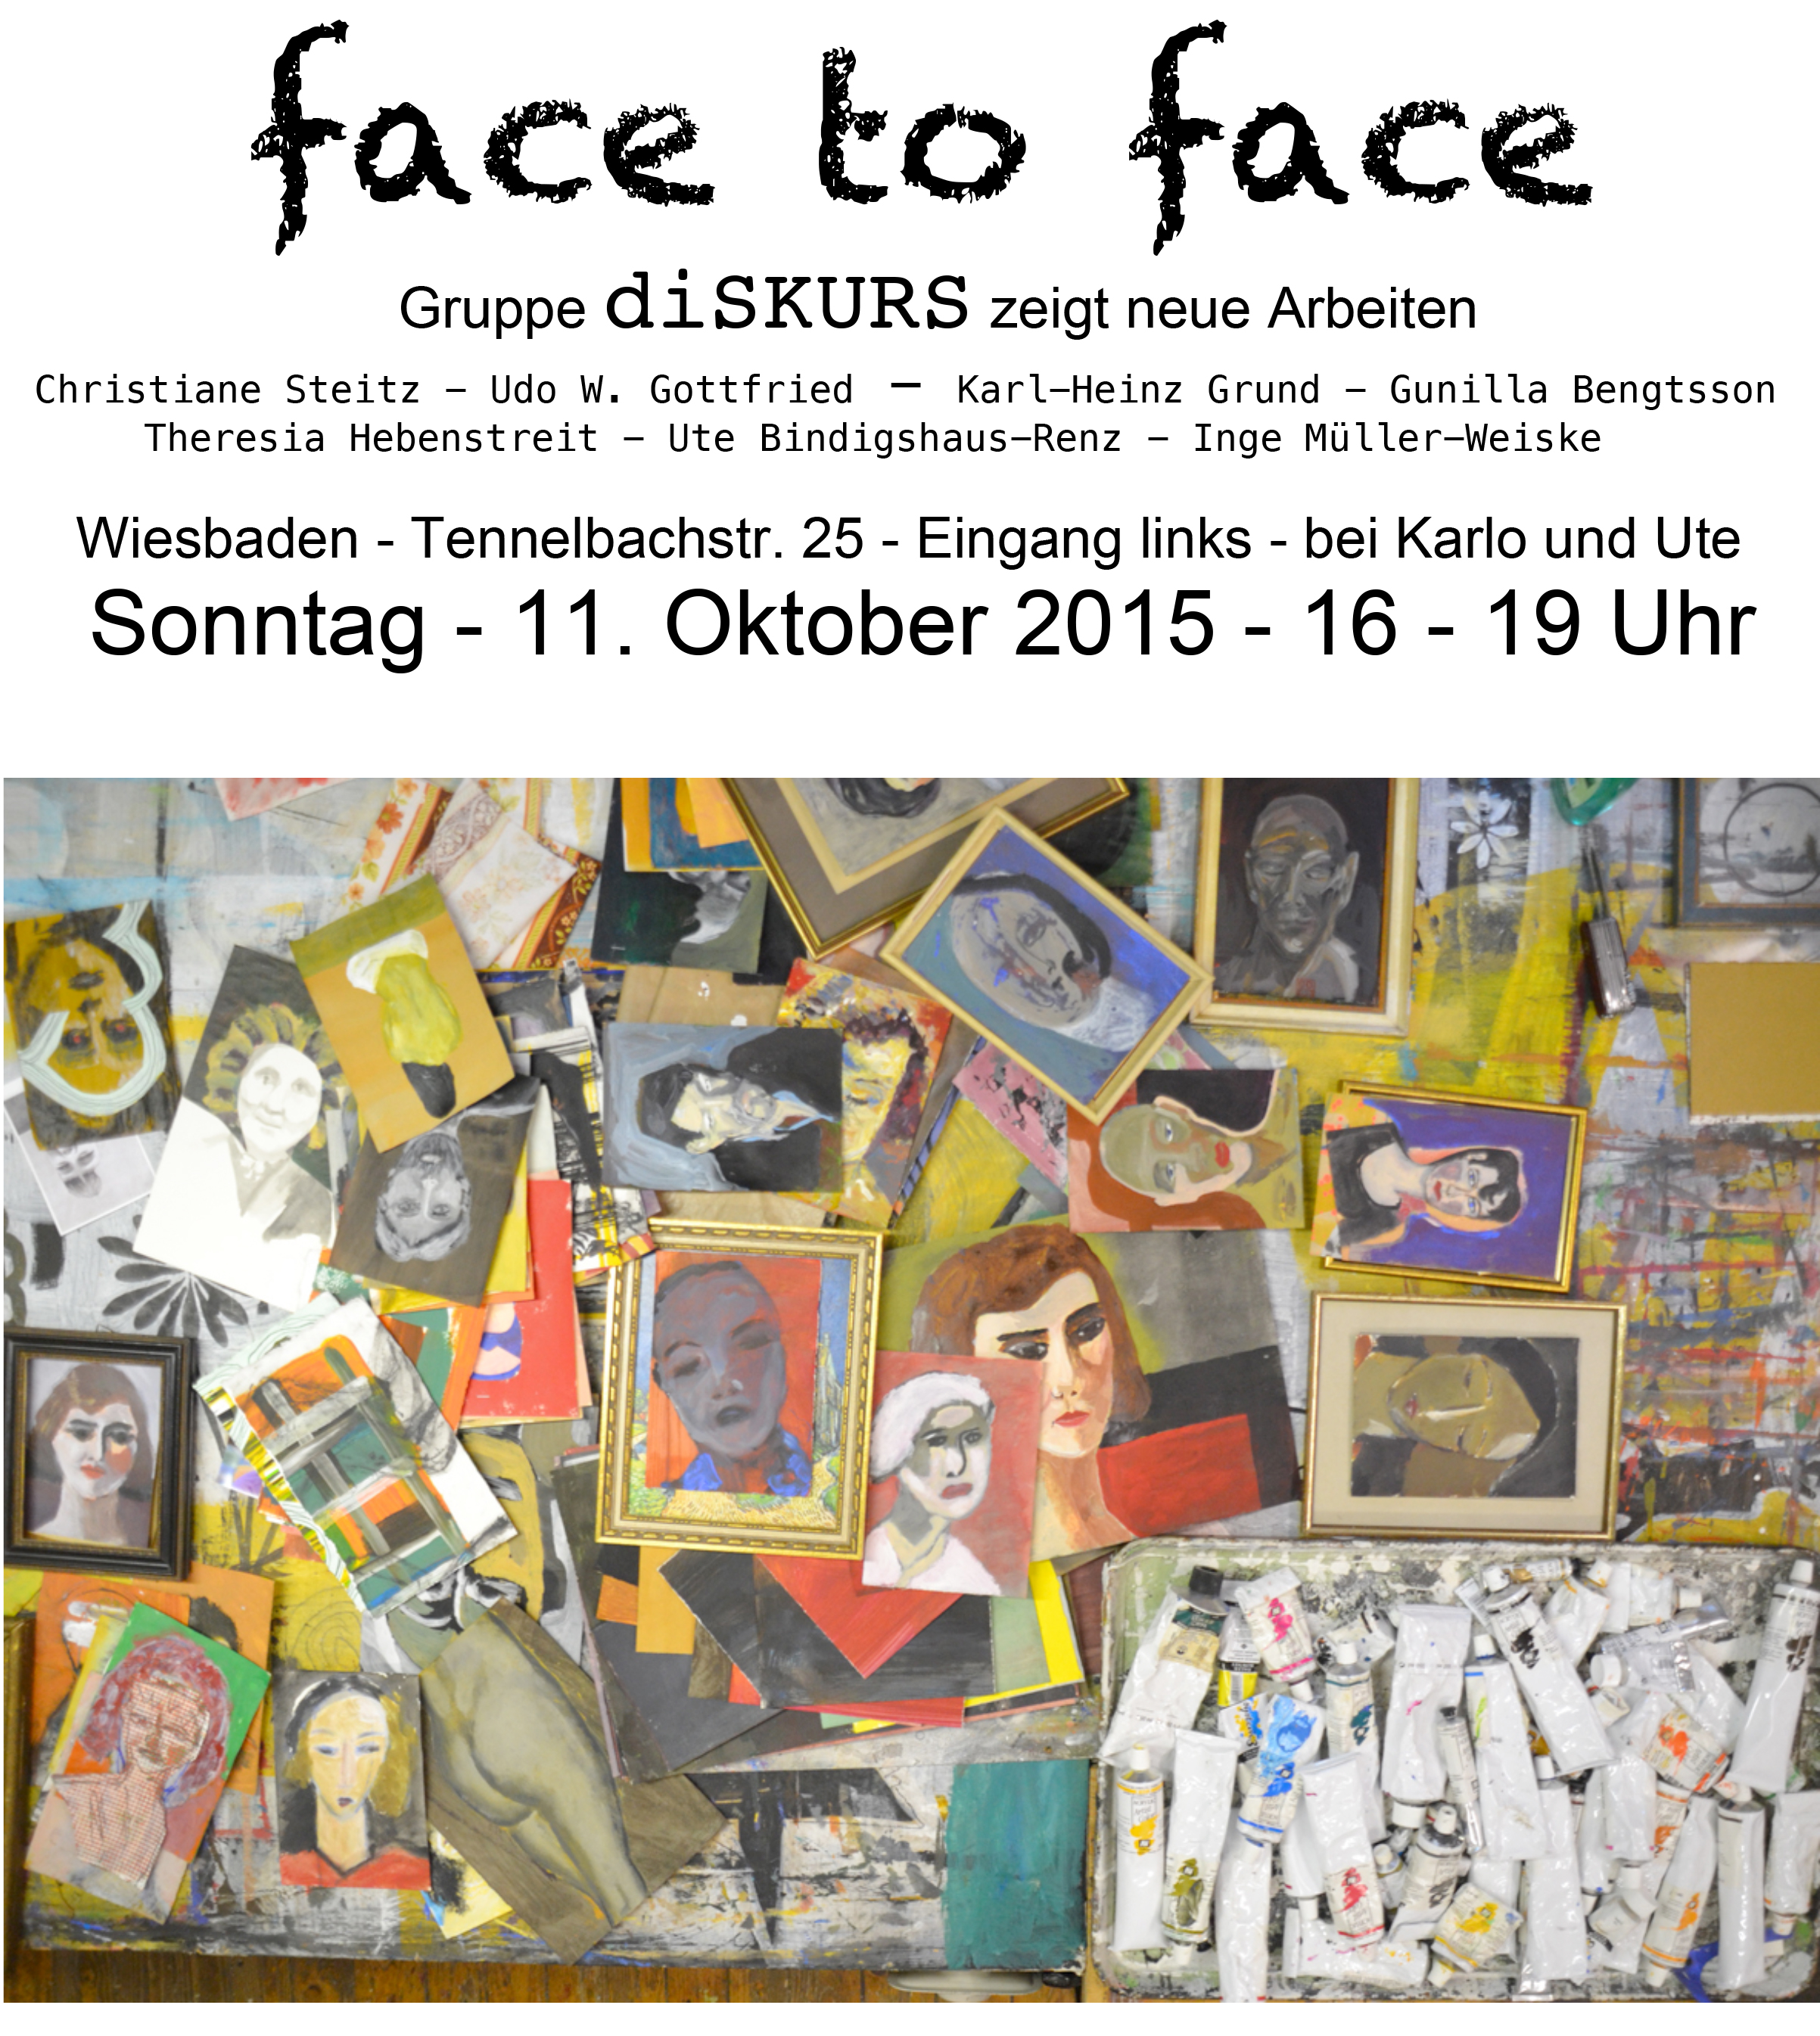 face to face
Gruppe diSKURS zeigt neue Arbeiten
Christiane Steitz - Udo W. Gottfried - Karl-Heinz Grund - Gunilla Bengtsson
Theresia Hebenstreit - Ute Bindigshaus-Renz - Inge Müller-Weiske
Wiesbaden - Tennelbachstr. 25 - Eingang links - bei Karlo und Ute
Sonntag - 11. Oktober 2015 - 16 - 19 Uhr